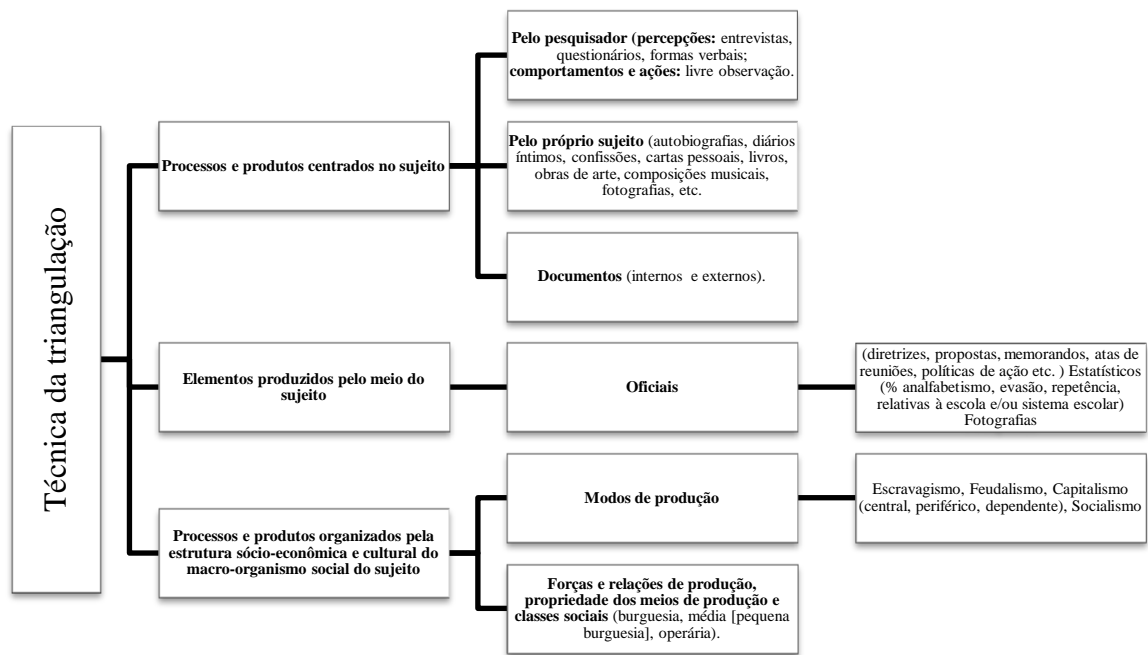 Técnica da triangulação
Processos e produtos centrados no sujeito
Pelo pesquisador (percepções: entrevistas,
questionários, formas verbais;
comportamentos e ações: livre observação.
Pelo próprio sujeito (autobiografias, diários
íntimos, confissões, cartas pessoais, livros,
obras de arte, composições musicais,
fotografias, etc.
Documentos (internos e externos).
Elementos produzidos pelo meio do
sujeito
Oficiais
(diretrizes, propostas, memorandos, atas de
reuniões, políticas de ação etc. ) Estatísticos
(% analfabetismo, evasão, repetência,
relativas à escola e/ou sistema escolar)
Fotografias
Processos e produtos organizados pela
estrutura sócio-econômica e cultural do
macro-organismo social do sujeito
Modos de produção
Escravagismo, Feudalismo, Capitalismo
(central, periférico, dependente), Socialismo
Forças e relações de produção,
propriedade dos meios de produção e
classes sociais (burguesia, média [pequena
burguesia], operária).